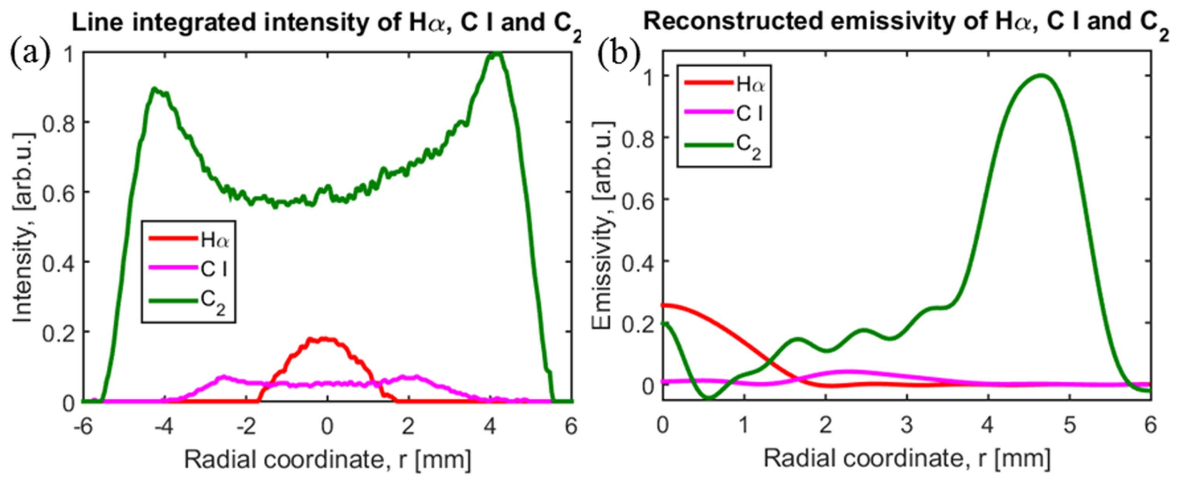 Line integrated intensity of Hα, C I and C2
(a)
1
0.8
0.6
0.4
0.2
0
Intensity, [arb.u.]
Hα
C I
C2
-6 -4 -2 0 2 4 6
Radial coordinate, r [mm]
Reconstructed emissivity of Hα, C I and C2
(b)
1
0.8
0.6
0.4
0.2
0
Emissivity, [arb.u.]
Hα
C I
C2
0 1 2 3 4 5 6
Radial coordinate, r [mm]